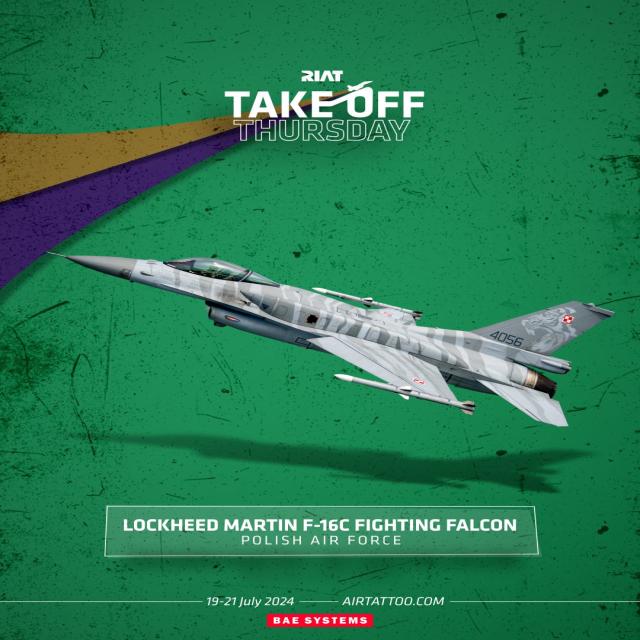 RIAT
TAKE OFF
THURSDAY
4056
LOCKHEED MARTIN F-16C FIGHTING FALCON
POLISH AIR FORCE
19-21 July 2024
AIRTATTOO.COM
BAE SYSTEMS